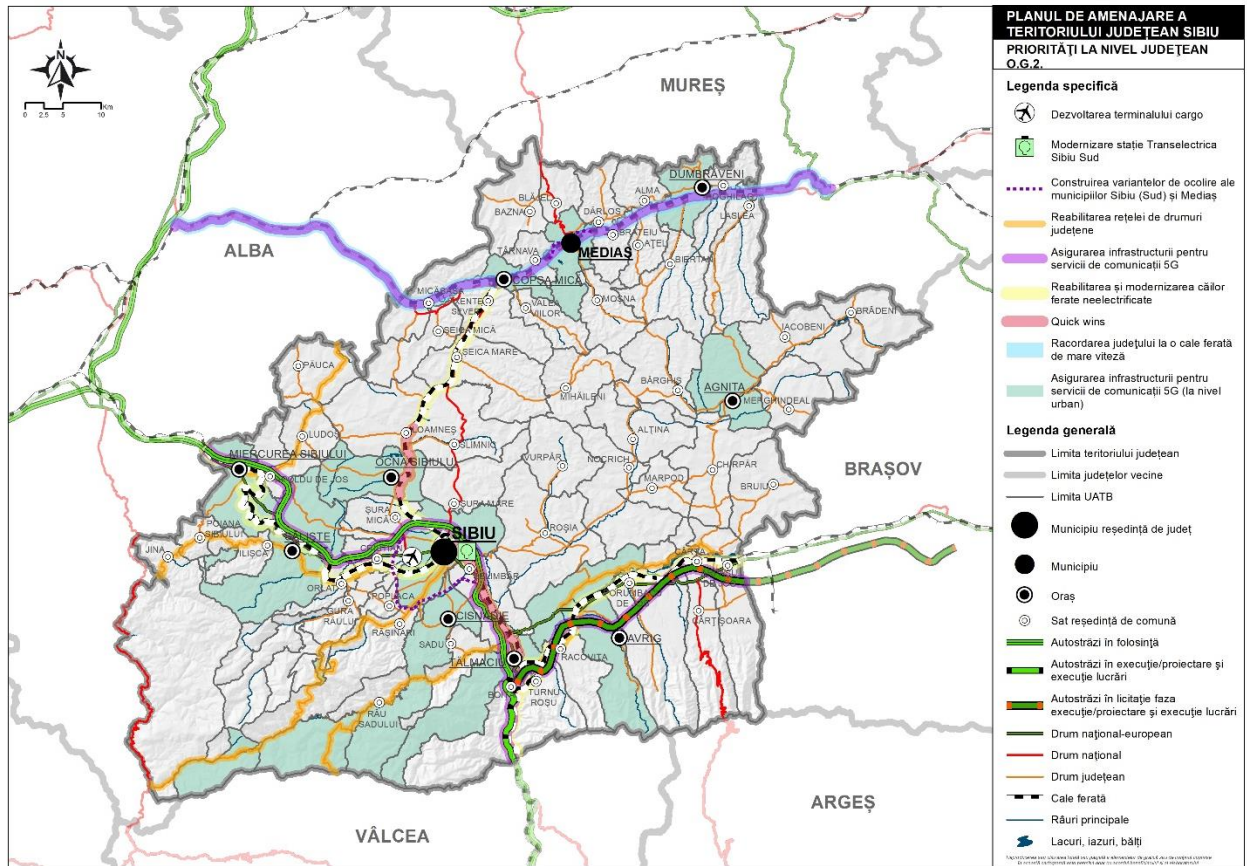 PLANUL DE AMENAJARE A
TERITORIULUI JUDEȚEAN SIBIU
PRIORITĂȚI LA NIVEL JUDEȚEAN
O.G.2.
Legenda specifică
Dezvoltarea terminalului cargo
Modernizare stație Transelectrica
Sibiu Sud
Construirea variantelor de ocolire ale
municipiilor Sibiu (Sud) și Mediaș
Reabilitarea rețelei de drumuri
județene
Asigurarea infrastructurii pentru
servicii de comunicații 5G
Reabilitarea și modernizarea căilor
ferate neelectrificate
Quick wins
Racordarea județului la o cale ferată
de mare viteză
Asigurarea infrastructurii pentru
servicii de comunicații 5G (la nivel
urban)
Legenda generală
Limita teritoriului județean
Limita județelor vecine
Limita UATB
Municipiu reședință de județ
Municipiu
Oraș
Sat reședință de comună
Autostrăzi în folosință
Autostrăzi în execuție/proiectare și
execuție lucrări
Autostrăzi în licitație faza
execuție/proiectare și execuție lucrări
Drum național-european
Drum național
Drum județean
Cale ferată
Râuri principale
Lacuri, iazuri, bălți
N
0 2.5 5 10 Km
MUREȘ
ALBA
BRAȘOV
ARGEȘ
VÂLCEA
DUMBRĂVENI
ALMA
LASLEA
BLĂJEL
BAZNA
DÂRLOS
BRATEIU
AȚEL
MEDIAȘ
BIERTAN
TÂRNAVA
COPȘA MICĂ
MICĂSASA
MOȘNA
VALEA
VIILOR
ȘEICA MICĂ
ȘEICA MARE
IACOBENI
BRĂDENI
PĂUCA
BÂRGHIȘ
AGNITA
MERGHINDEAL
MIHĂILENI
LOAMNEȘ
LUDOȘ
SLIMNIC
ALȚINA
MIERCUREA SIBIULUI
OCNA SIBIULUI
VURPĂR
NOCRICH
CHIRPĂR
MARPOD
BRUIU
ȘURA
MICĂ
ȘURA MARE
ROȘIA
POIANA
SIBIULUI
JINA
TILIȘCA
SIBIU
ORLAT
POPLACA
GURA
RÂULUI
RĂȘINARI
CISNĂDIE
SADU
TĂLMACIU
CÂRȚA
CÂRȚIȘOARA
AVRIG
RACOVIȚA
TURNU
ROȘU
RÂU
SADULUI